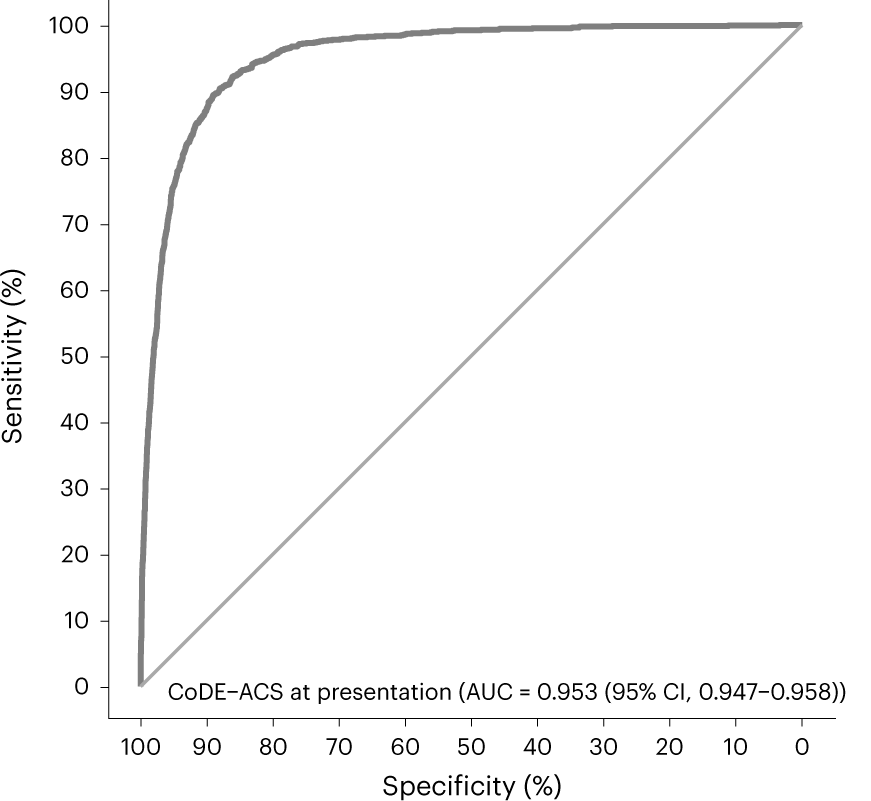 100
90
80
70
60
50
40
30
20
10
0
Sensitivity (%)
CoDE–ACS at presentation (AUC = 0.953 (95% CI, 0.947–0.958))
100 90 80 70 60 50 40 30 20 10 0
Specificity (%)